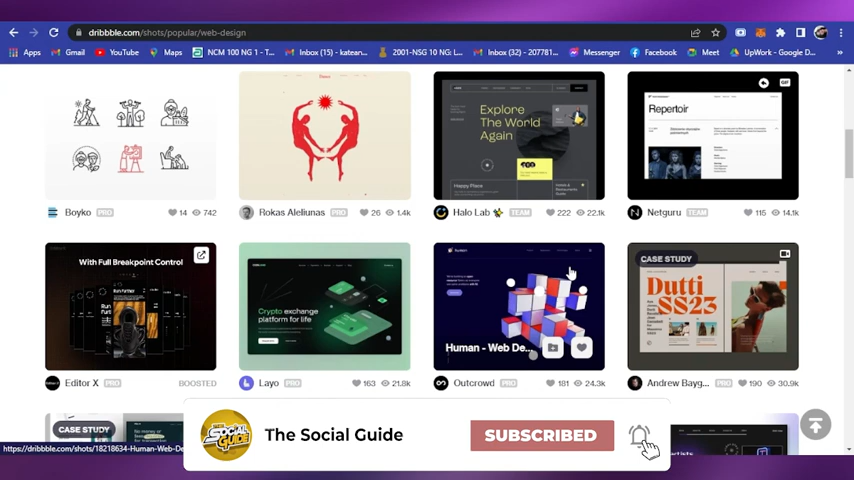 dribbble.com/shots/popular/web-design
Apps Gmail YouTube Maps NCM 100 NG 1 - T... Inbox (15) - katean... 2001-NSG 10 NG: L... Inbox (32) - 207781... Messenger Facebook Meet UpWork - Google D... »
Explore
The World
Again
Happy Place
Repertoir
GIF
Boyko PRO 14 742
Rokas Aleliunas PRO 26 1.4k
Halo Lab TEAM 222 22.1k
Netguru TEAM 115 14.1k
With Full Breakpoint Control
Crypto exchange
platform for life
Human - Web De...
CASE STUDY
Dutti
SS23
Editor X PRO BOOSTED
Layo PRO 163 21.8k
Outcrowd PRO 181 24.3k
Andrew Bayg... PRO 190 30.9k
CASE STUDY
THE SOCIAL GUIDE
The Social Guide
SUBSCRIBED
https://dribbble.com/shots/18218634-Human-Web-De